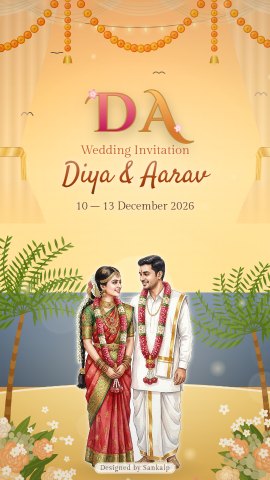 DA
Wedding Invitation
Diya & Aarav
10 — 13 December 2026
Designed by Sankalp